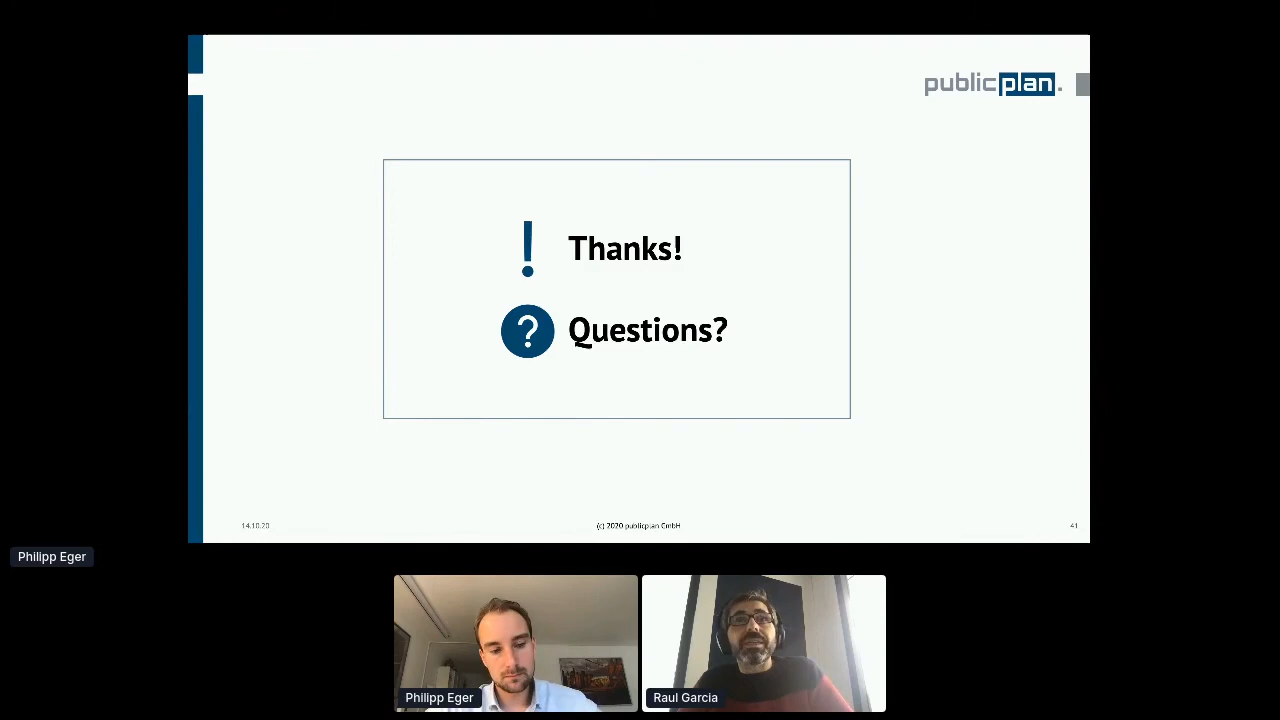 publicplan.
! Thanks!
? Questions?
14.10.20
(c) 2020 publicplan GmbH
41
Philipp Eger
Philipp Eger
Raul Garcia